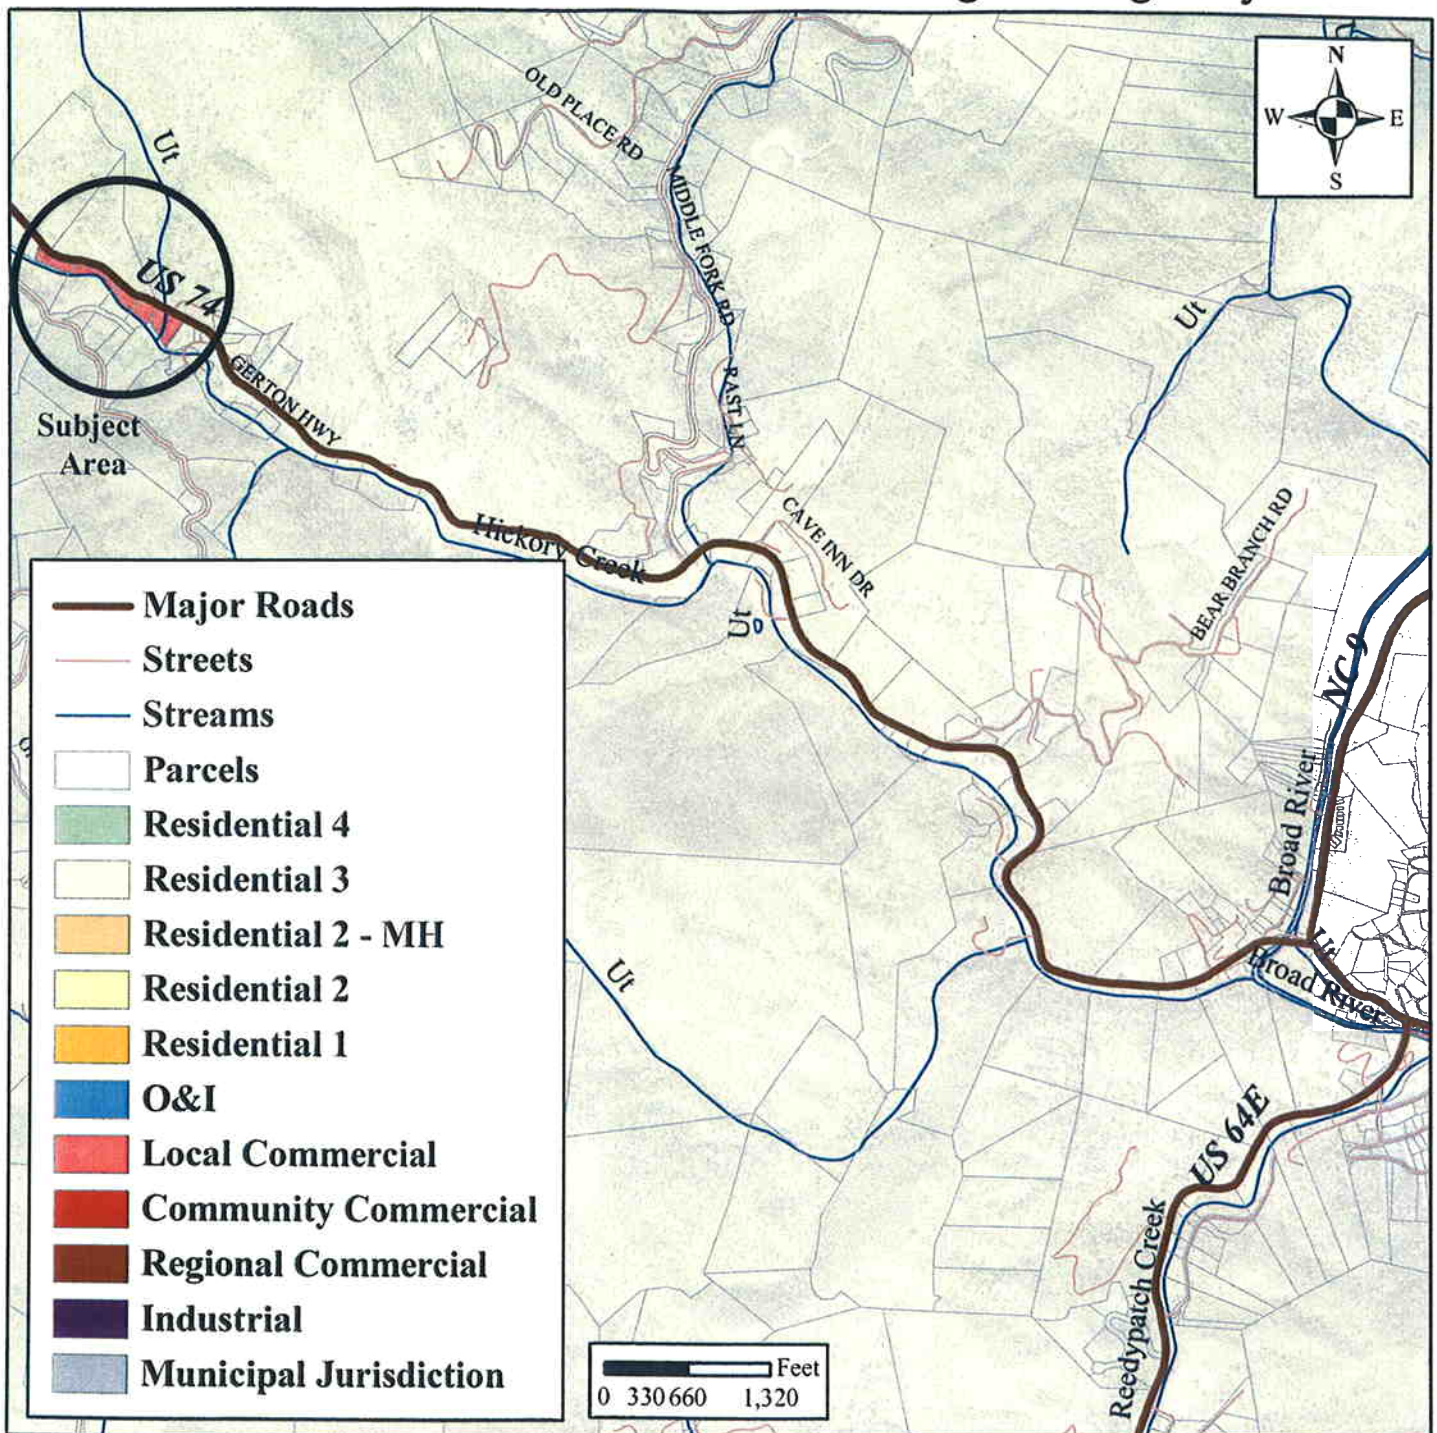 N
W E
S
OLD PLACE RD
Ut
MIDDLE FORK RD
US 74
Ut
GERTON HWY
RAST LN
Subject
Area
CAVE INN DR
Hickory Creek
BEAR BRANCH RD
Ut
NC 9
Broad River
Ut
Broad River
Ut
US 64E
Reedypatch Creek
Major Roads
Streets
Streams
Parcels
Residential 4
Residential 3
Residential 2 - MH
Residential 2
Residential 1
O&I
Local Commercial
Community Commercial
Regional Commercial
Industrial
Municipal Jurisdiction
Feet
0 330 660 1,320